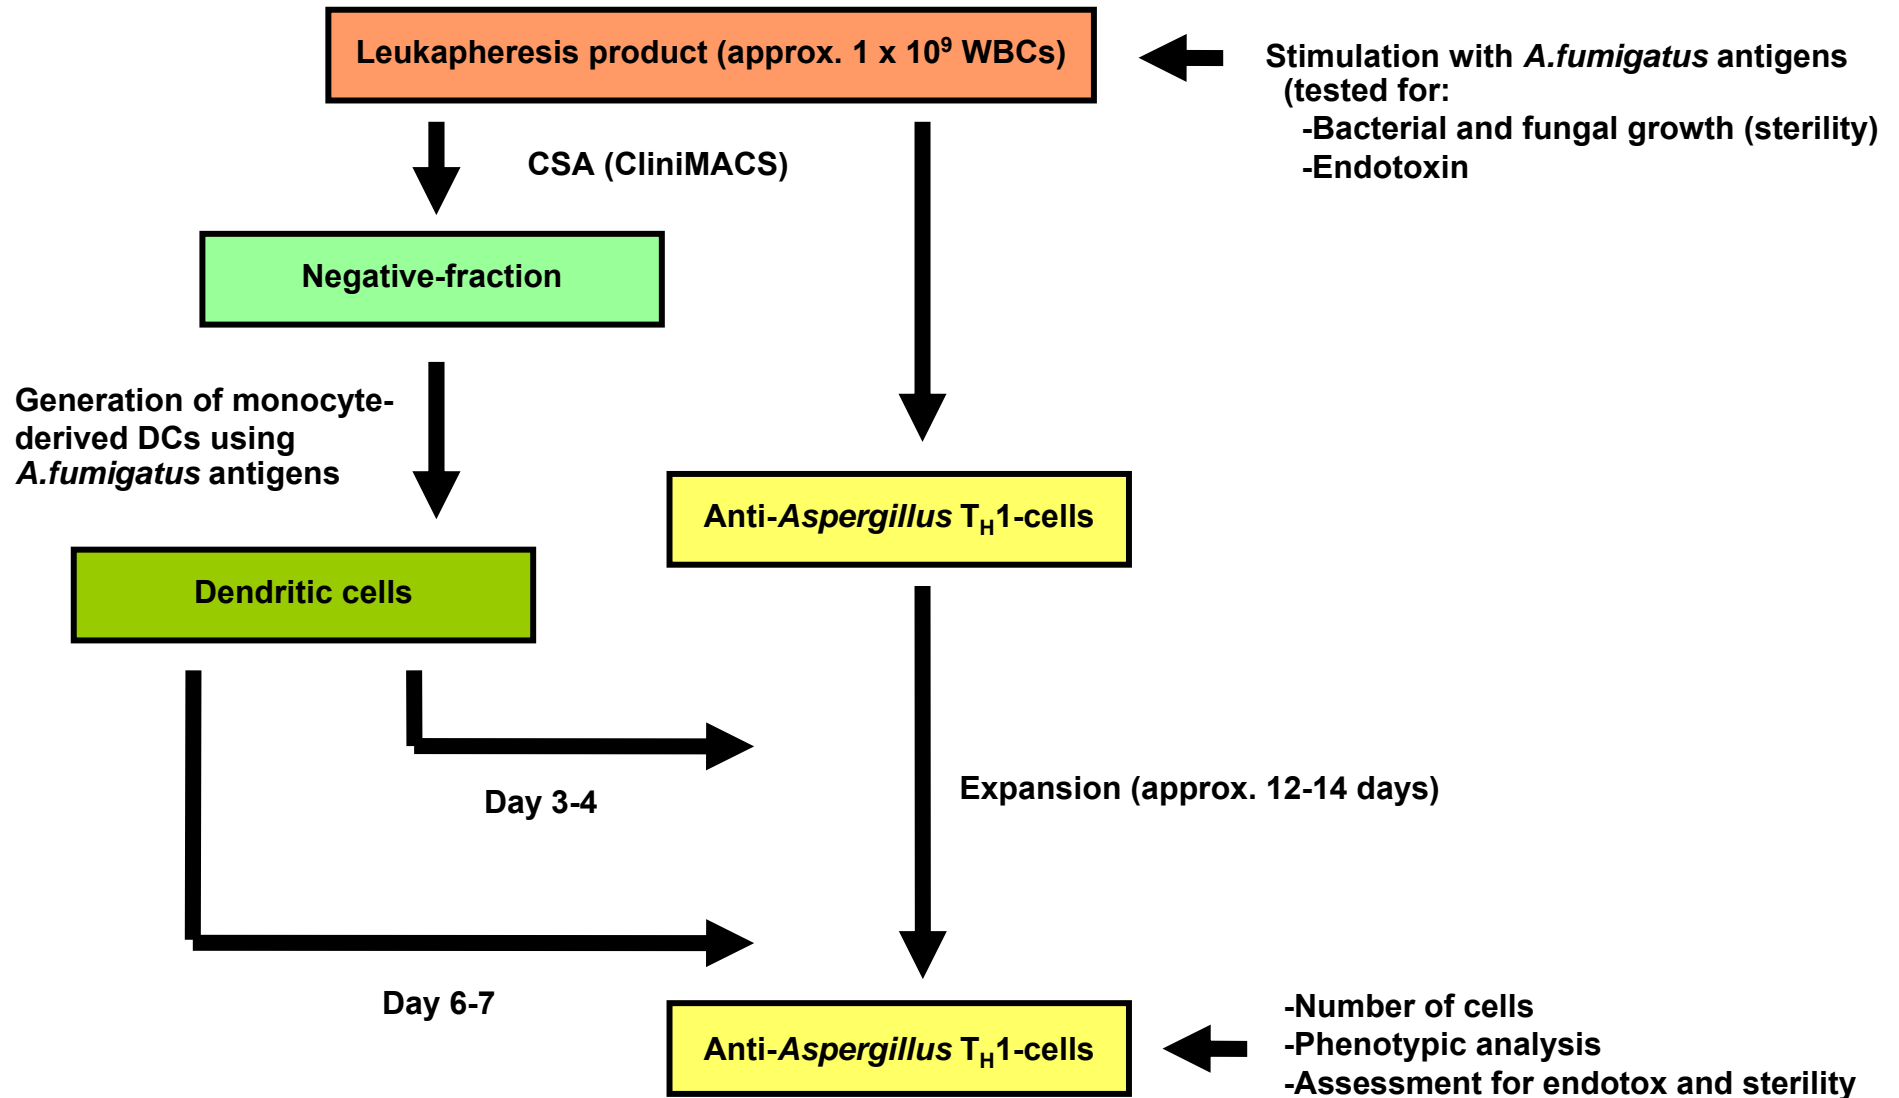 Leukapheresis product (approx. 1 x 10⁹ WBCs)
Stimulation with A.fumigatus antigens
(tested for:
-Bacterial and fungal growth (sterility)
-Endotoxin
CSA (CliniMACS)
Negative-fraction
Generation of monocyte-
derived DCs using
A.fumigatus antigens
Anti-Aspergillus TH1-cells
Dendritic cells
Day 3-4
Expansion (approx. 12-14 days)
Day 6-7
Anti-Aspergillus TH1-cells
-Number of cells
-Phenotypic analysis
-Assessment for endotox and sterility